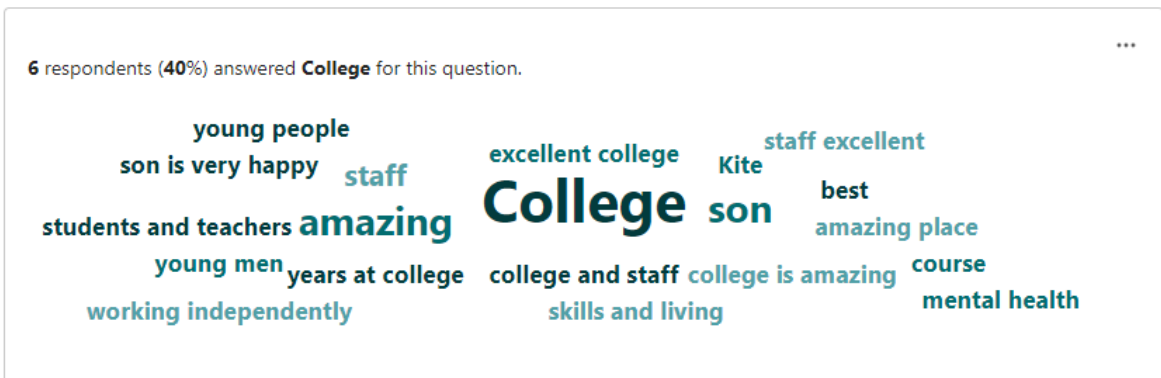 6 respondents (40%) answered College for this question.
young people
staff excellent
excellent college
Kite
son is very happy
staff
best
College
son
students and teachers
amazing
amazing place
young men
years at college
college and staff
college is amazing
course
mental health
working independently
skills and living